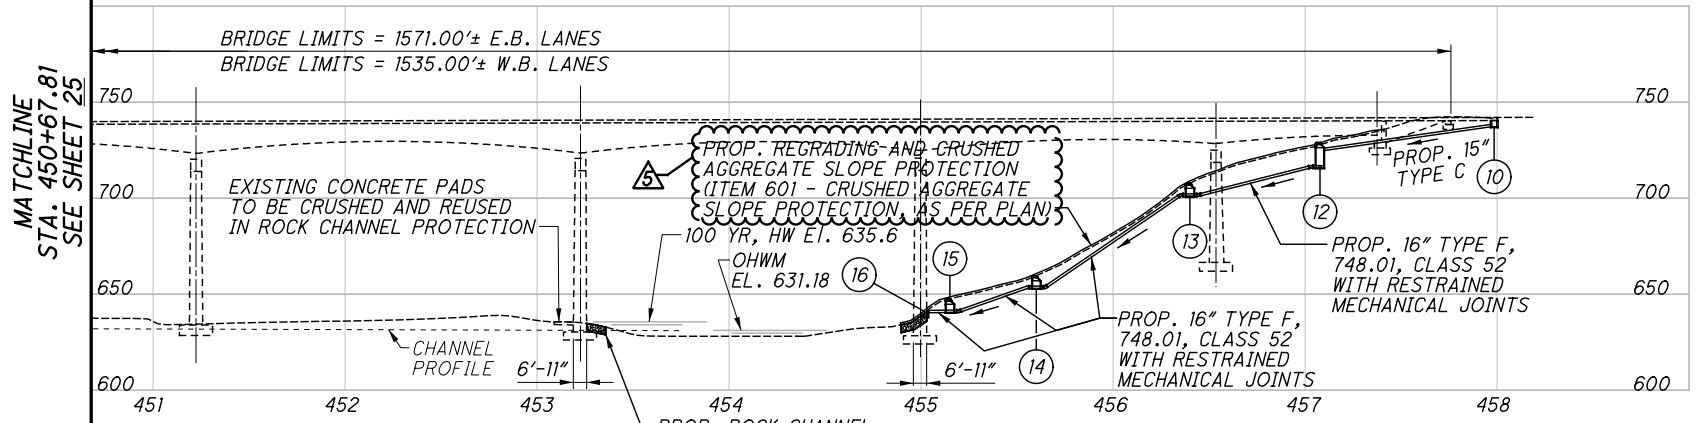 BRIDGE LIMITS = 1571.00'± E.B. LANES
BRIDGE LIMITS = 1535.00'± W.B. LANES
MATCHLINE
STA. 450+67.81
SEE SHEET 25
750
750
700
700
650
650
600
600
5
PROP. REGRADING AND CRUSHED
AGGREGATE SLOPE PROTECTION
(ITEM 601 - CRUSHED AGGREGATE
SLOPE PROTECTION, AS PER PLAN)
EXISTING CONCRETE PADS
TO BE CRUSHED AND REUSED
IN ROCK CHANNEL PROTECTION
100 YR, HW El. 635.6
OHWM
EL. 631.18
16
15
14
13
12
10
PROP. 15"
TYPE C
PROP. 16" TYPE F,
748.01, CLASS 52
WITH RESTRAINED
MECHANICAL JOINTS
PROP. 16" TYPE F,
748.01, CLASS 52
WITH RESTRAINED
MECHANICAL JOINTS
CHANNEL
PROFILE
6'-11"
6'-11"
451
452
453
454
455
456
457
458
PROP. ROCK CHANNEL